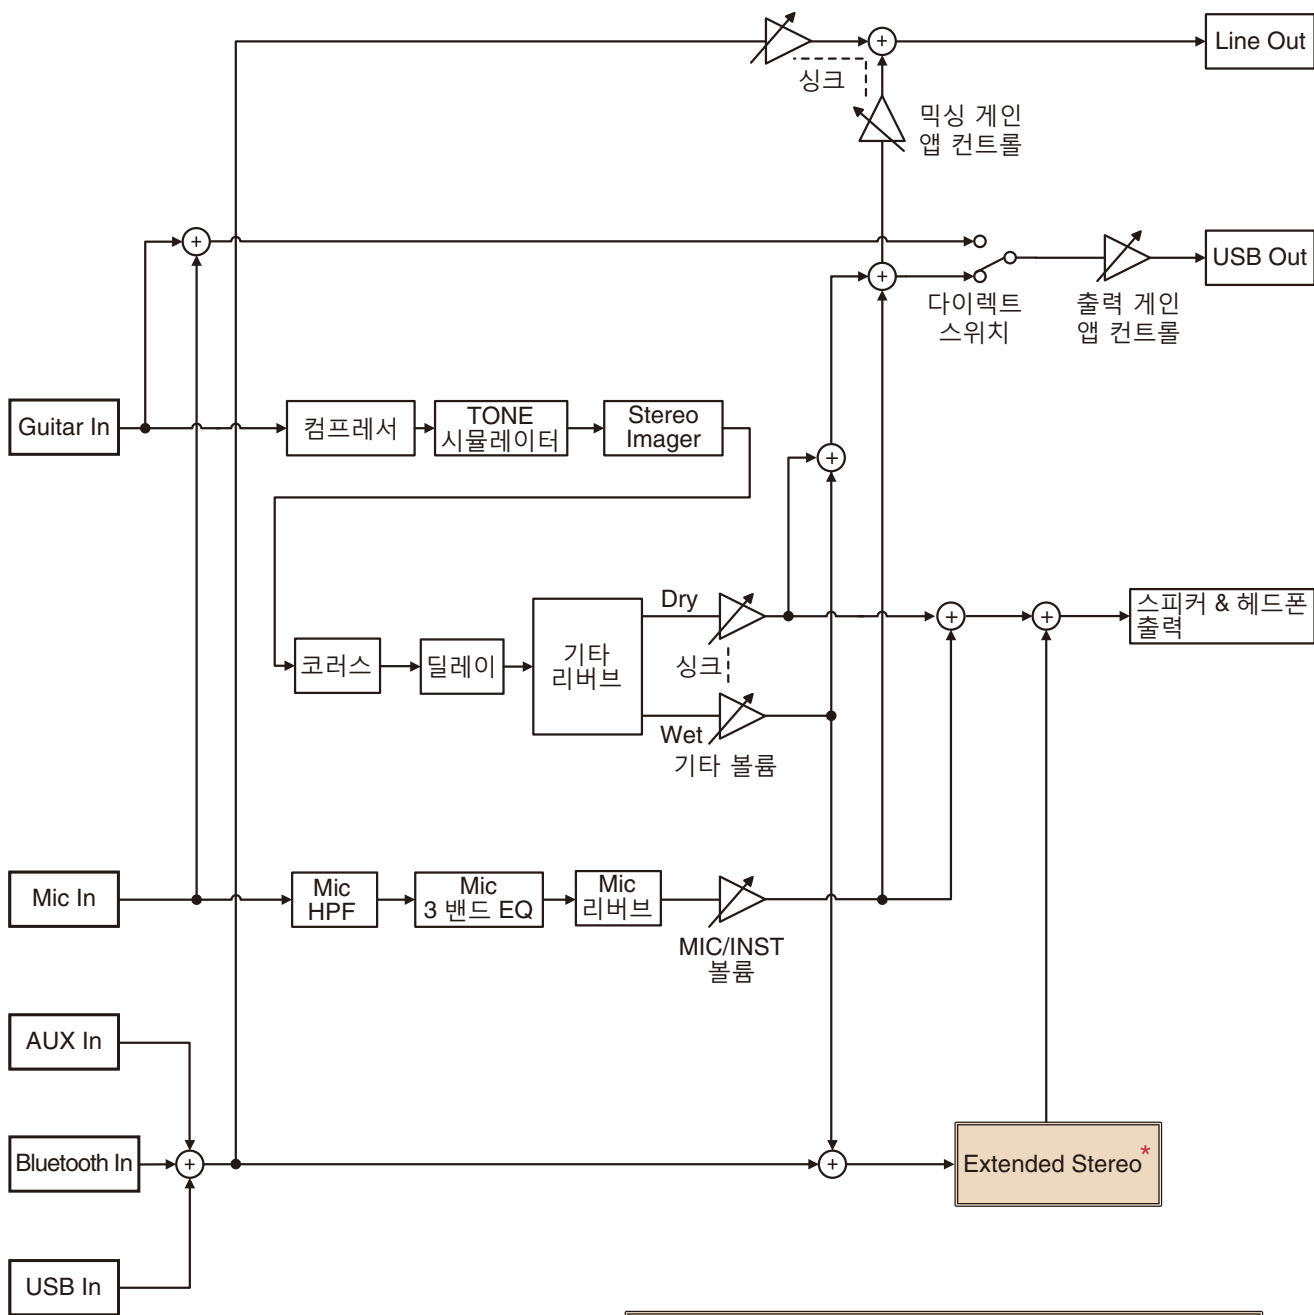 Line Out
싱크
믹싱 게인
앱 컨트롤
USB Out
다이렉트
스위치
출력 게인
앱 컨트롤
Guitar In
컴프레서
TONE
시뮬레이터
Stereo
Imager
Dry
스피커 & 헤드폰
출력
코러스
딜레이
기타
리버브
싱크
Wet
기타 볼륨
Mic In
Mic
HPF
Mic
3 밴드 EQ
Mic
리버브
MIC/INST
볼륨
AUX In
Bluetooth In
Extended Stereo*
USB In